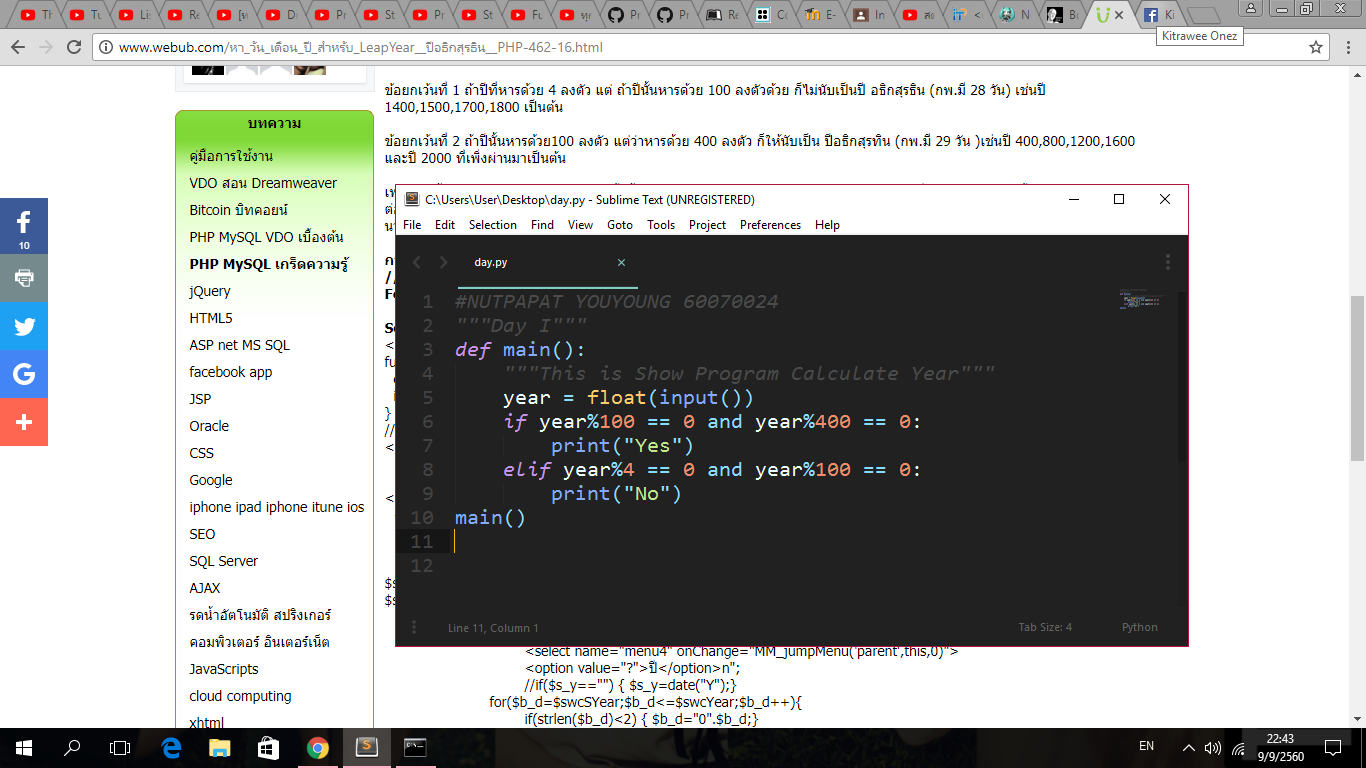 Th
Tu
Li
Re
[ห
Di
Pr
St
Pr
St
Fu
ทุ
Pr
Pr
Re
Co
E-
In
สถ
<
N
Be
Ki
www.webub.com/หา_วัน_เดือน_ปี_สำหรับ_LeapYear__ปีอธิกสุรธิน__PHP-462-16.html
Kitrawee Onez
ข้อยกเว้นที่ 1 ถ้าปีที่หารด้วย 4 ลงตัว แต่ ถ้าปีนั้นหารด้วย 100 ลงตัวด้วย ก็ไม่นับเป็นปี อธิกสุรธิน (กพ.มี 28 วัน) เช่นปี
1400,1500,1700,1800 เป็นต้น
ข้อยกเว้นที่ 2 ถ้าปีนั้นหารด้วย100 ลงตัว แต่ว่าหารด้วย 400 ลงตัว ก็ให้นับเป็น ปีอธิกสุรทิน (กพ.มี 29 วัน )เช่นปี 400,800,1200,1600
และปี 2000 ที่เพิ่งผ่านมาเป็นต้น
บทความ
คู่มือการใช้งาน
VDO สอน Dreamweaver
Bitcoin บิทคอยน์
PHP MySQL VDO เบื้องต้น
PHP MySQL เกร็ดความรู้
jQuery
HTML5
ASP net MS SQL
facebook app
JSP
Oracle
CSS
Google
iphone ipad iphone itune ios
SEO
SQL Server
AJAX
รดน้ำอัตโนมัติ สปริงเกอร์
คอมพิวเตอร์ อินเตอร์เน็ต
JavaScripts
cloud computing
xhtml
10
C:\Users\User\Desktop\day.py - Sublime Text (UNREGISTERED)
File Edit Selection Find View Goto Tools Project Preferences Help
day.py
1 #NUTPAPAT YOUYOUNG 60070024
2 """Day I"""
3 def main():
4 """This is Show Program Calculate Year"""
5 year = float(input())
6 if year%100 == 0 and year%400 == 0:
7 print("Yes")
8 elif year%4 == 0 and year%100 == 0:
9 print("No")
10 main()
11
12
Line 11, Column 1 Tab Size: 4 Python
//
<
fu
}
//
<
<
$s
<select name="menu4" onChange="MM_jumpMenu('parent',this,0)">
<option value="?">ปี</option>n";
//if($s_y=="") { $s_y=date("Y");}
for($b_d=$swcSYear;$b_d<=$swcYear;$b_d++){
if(strlen($b_d)<2) { $b_d="0".$b_d;}
EN
22:43
9/9/2560